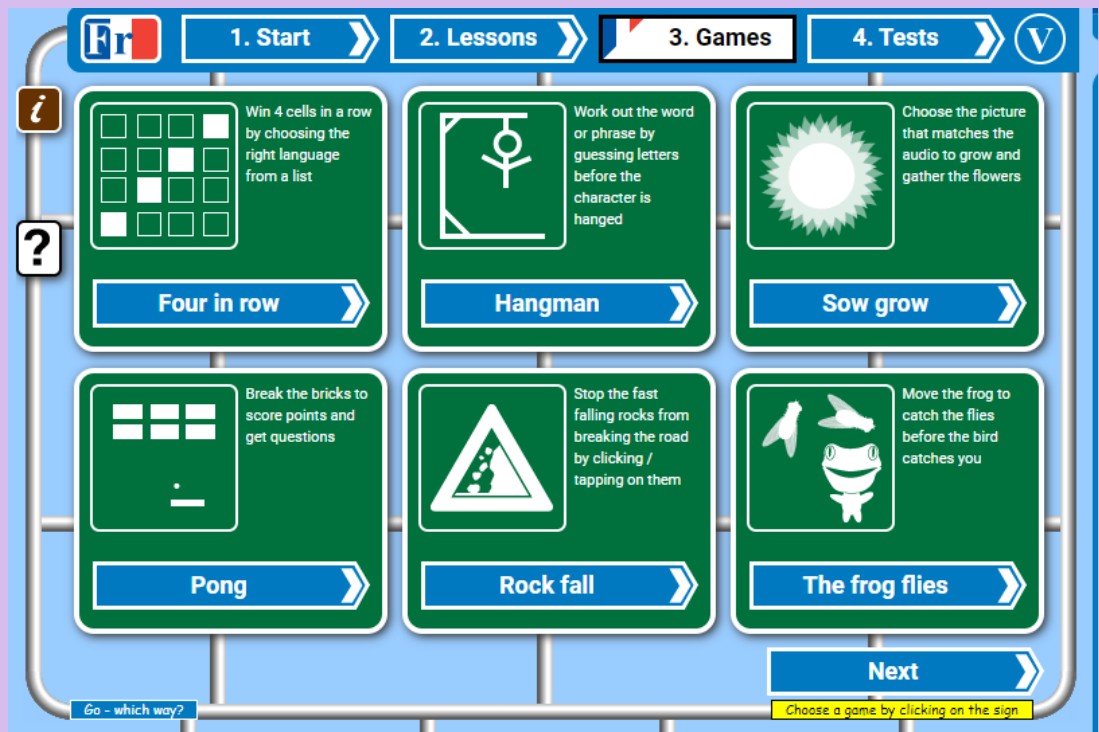 Fr
1. Start
2. Lessons
3. Games
4. Tests
V
i
?
Win 4 cells in a row
by choosing the
right language
from a list
Four in row
Work out the word
or phrase by
guessing letters
before the
character is
hanged
Hangman
Choose the picture
that matches the
audio to grow and
gather the flowers
Sow grow
Break the bricks to
score points and
get questions
Pong
Stop the fast
falling rocks from
breaking the road
by clicking /
tapping on them
Rock fall
Move the frog to
catch the flies
before the bird
catches you
The frog flies
Next
Go - which way?
Choose a game by clicking on the sign